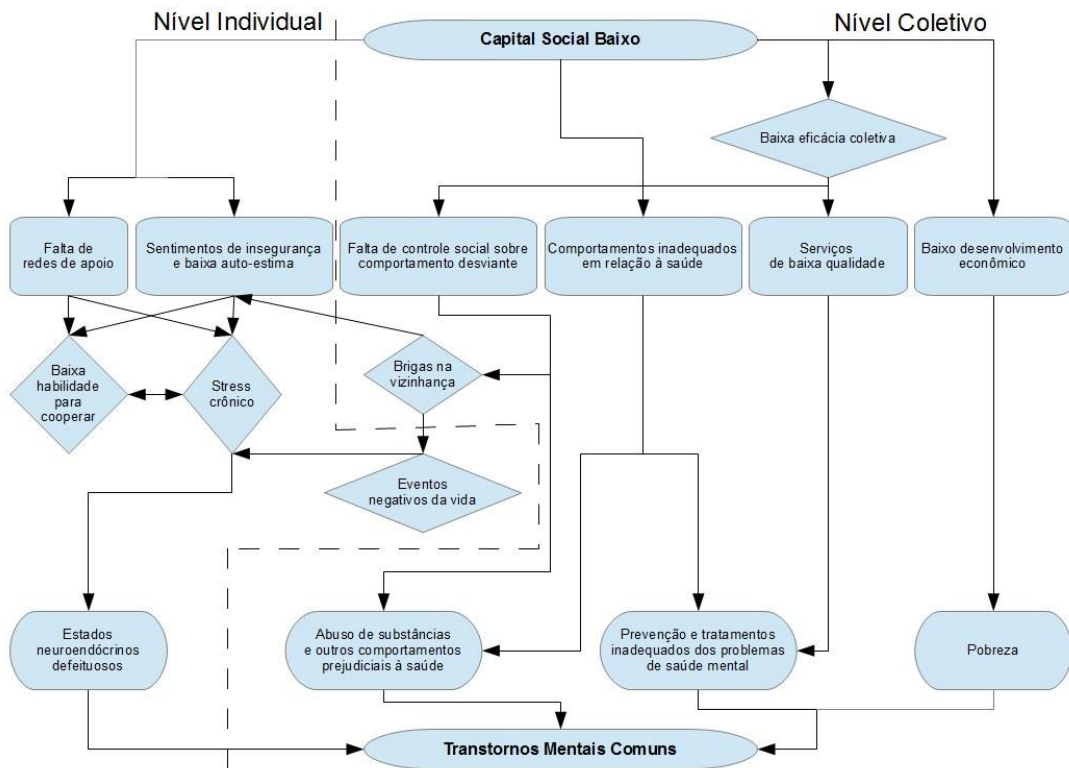 Nível Individual
Nível Coletivo
Capital Social Baixo
Baixa eficácia coletiva
Falta de
redes de apoio
Sentimentos de insegurança
e baixa auto-estima
Falta de controle social sobre
comportamento desviante
Comportamentos inadequados
em relação à saúde
Serviços
de baixa qualidade
Baixo desenvolvimento
econômico
Baixa
habilidade
para
cooperar
Stress
crônico
Brigas na
vizinhança
Eventos
negativos da vida
Estados
neuroendócrinos
defeituosos
Abuso de substâncias
e outros comportamentos
prejudiciais à saúde
Prevenção e tratamentos
inadequados dos problemas
de saúde mental
Pobreza
Transtornos Mentais Comuns